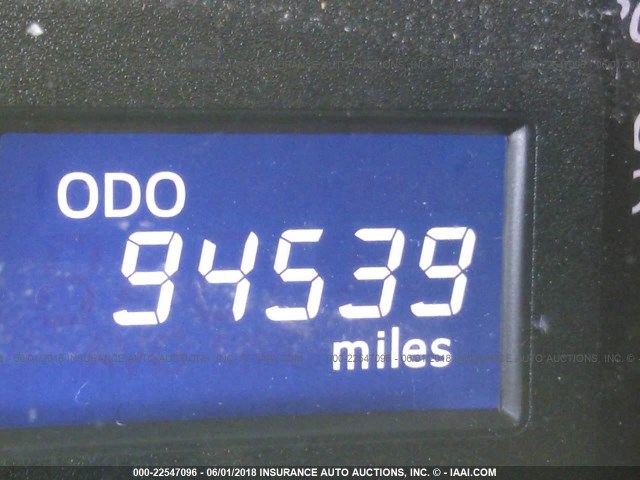 ODO
94539
miles
000-22547096 - 06/01/2018 INSURANCE AUTO AUCTIONS, INC. © - IAAI.COM